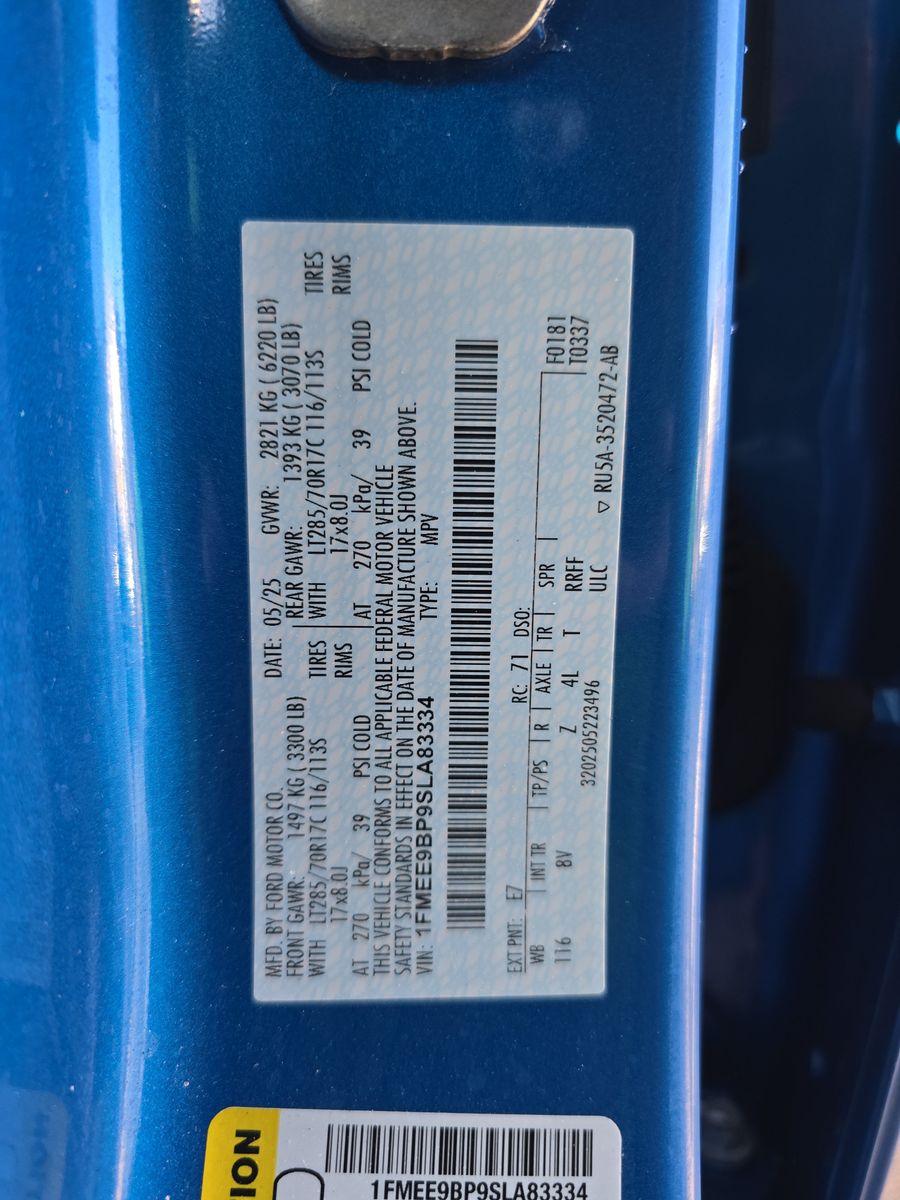 MFD. BY FORD MOTOR CO.
DATE: 05/25 GVWR: 2821 KG ( 6220 LB)
FRONT GAWR: 1497 KG ( 3300 LB) REAR GAWR: 1393 KG ( 3070 LB)
WITH LT285/70R17C 116/113S TIRES WITH LT285/70R17C 116/113S TIRES
17x8.0J RIMS 17x8.0J RIMS
AT 270 kPa/ 39 PSI COLD AT 270 kPa/ 39 PSI COLD
THIS VEHICLE CONFORMS TO ALL APPLICABLE FEDERAL MOTOR VEHICLE
SAFETY STANDARDS IN EFFECT ON THE DATE OF MANUFACTURE SHOWN ABOVE.
VIN: 1FMEE9BP9SLA83334 TYPE: MPV
EXT PNT: E7 RC: 71 DSO: F0181
WB INT TR TP/PS R AXLE TR SPR T0337
116 8V Z 4L T RRFF
3202505223496 ULC ▽ RU5A-3520472-AB
ION
1FMEE9BP9SLA83334